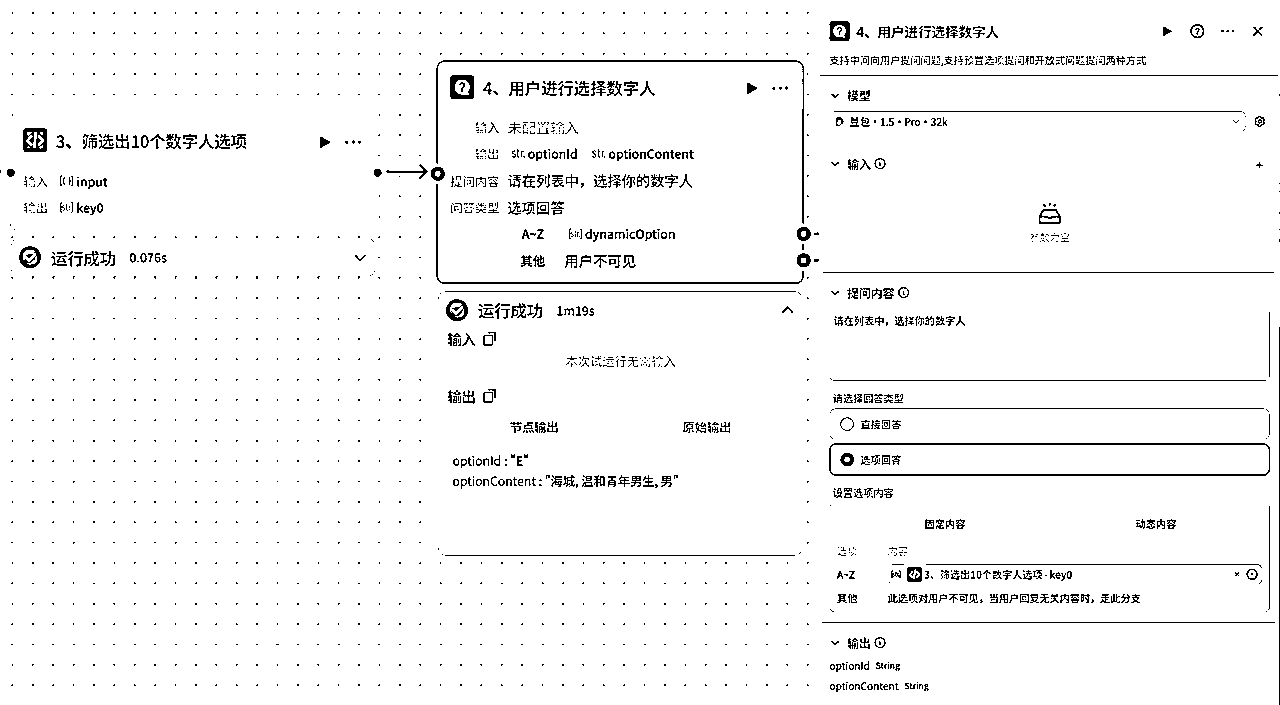 3、筛选出10个数字人选项
输入 input
输出 key0
运行成功 0.076s
4、用户进行选择数字人
输入 未配置输入
输出 str. optionId str. optionContent
提问内容 请在列表中，选择你的数字人
问答类型 选项回答
A~Z [str] dynamicOption
其他 用户不可见
运行成功 1m19s
输入
本次试运行无需输入
输出
节点输出 原始输出
optionId : "E"
optionContent : "海城, 温和青年男生, 男"
4、用户进行选择数字人
支持中间向用户提问问题,支持预置选项提问和开放式问题提问两种方式
模型
豆包·1.5·Pro·32k
输入
提问内容
请在列表中，选择你的数字人
请选择回答类型
直接回答
选项回答
设置选项内容
固定内容 动态内容
选项 内容
A~Z 3、筛选出10个数字人选项 - key0
其他 此选项对用户不可见，当用户回复无关内容时，走此分支
输出
optionId String
optionContent String